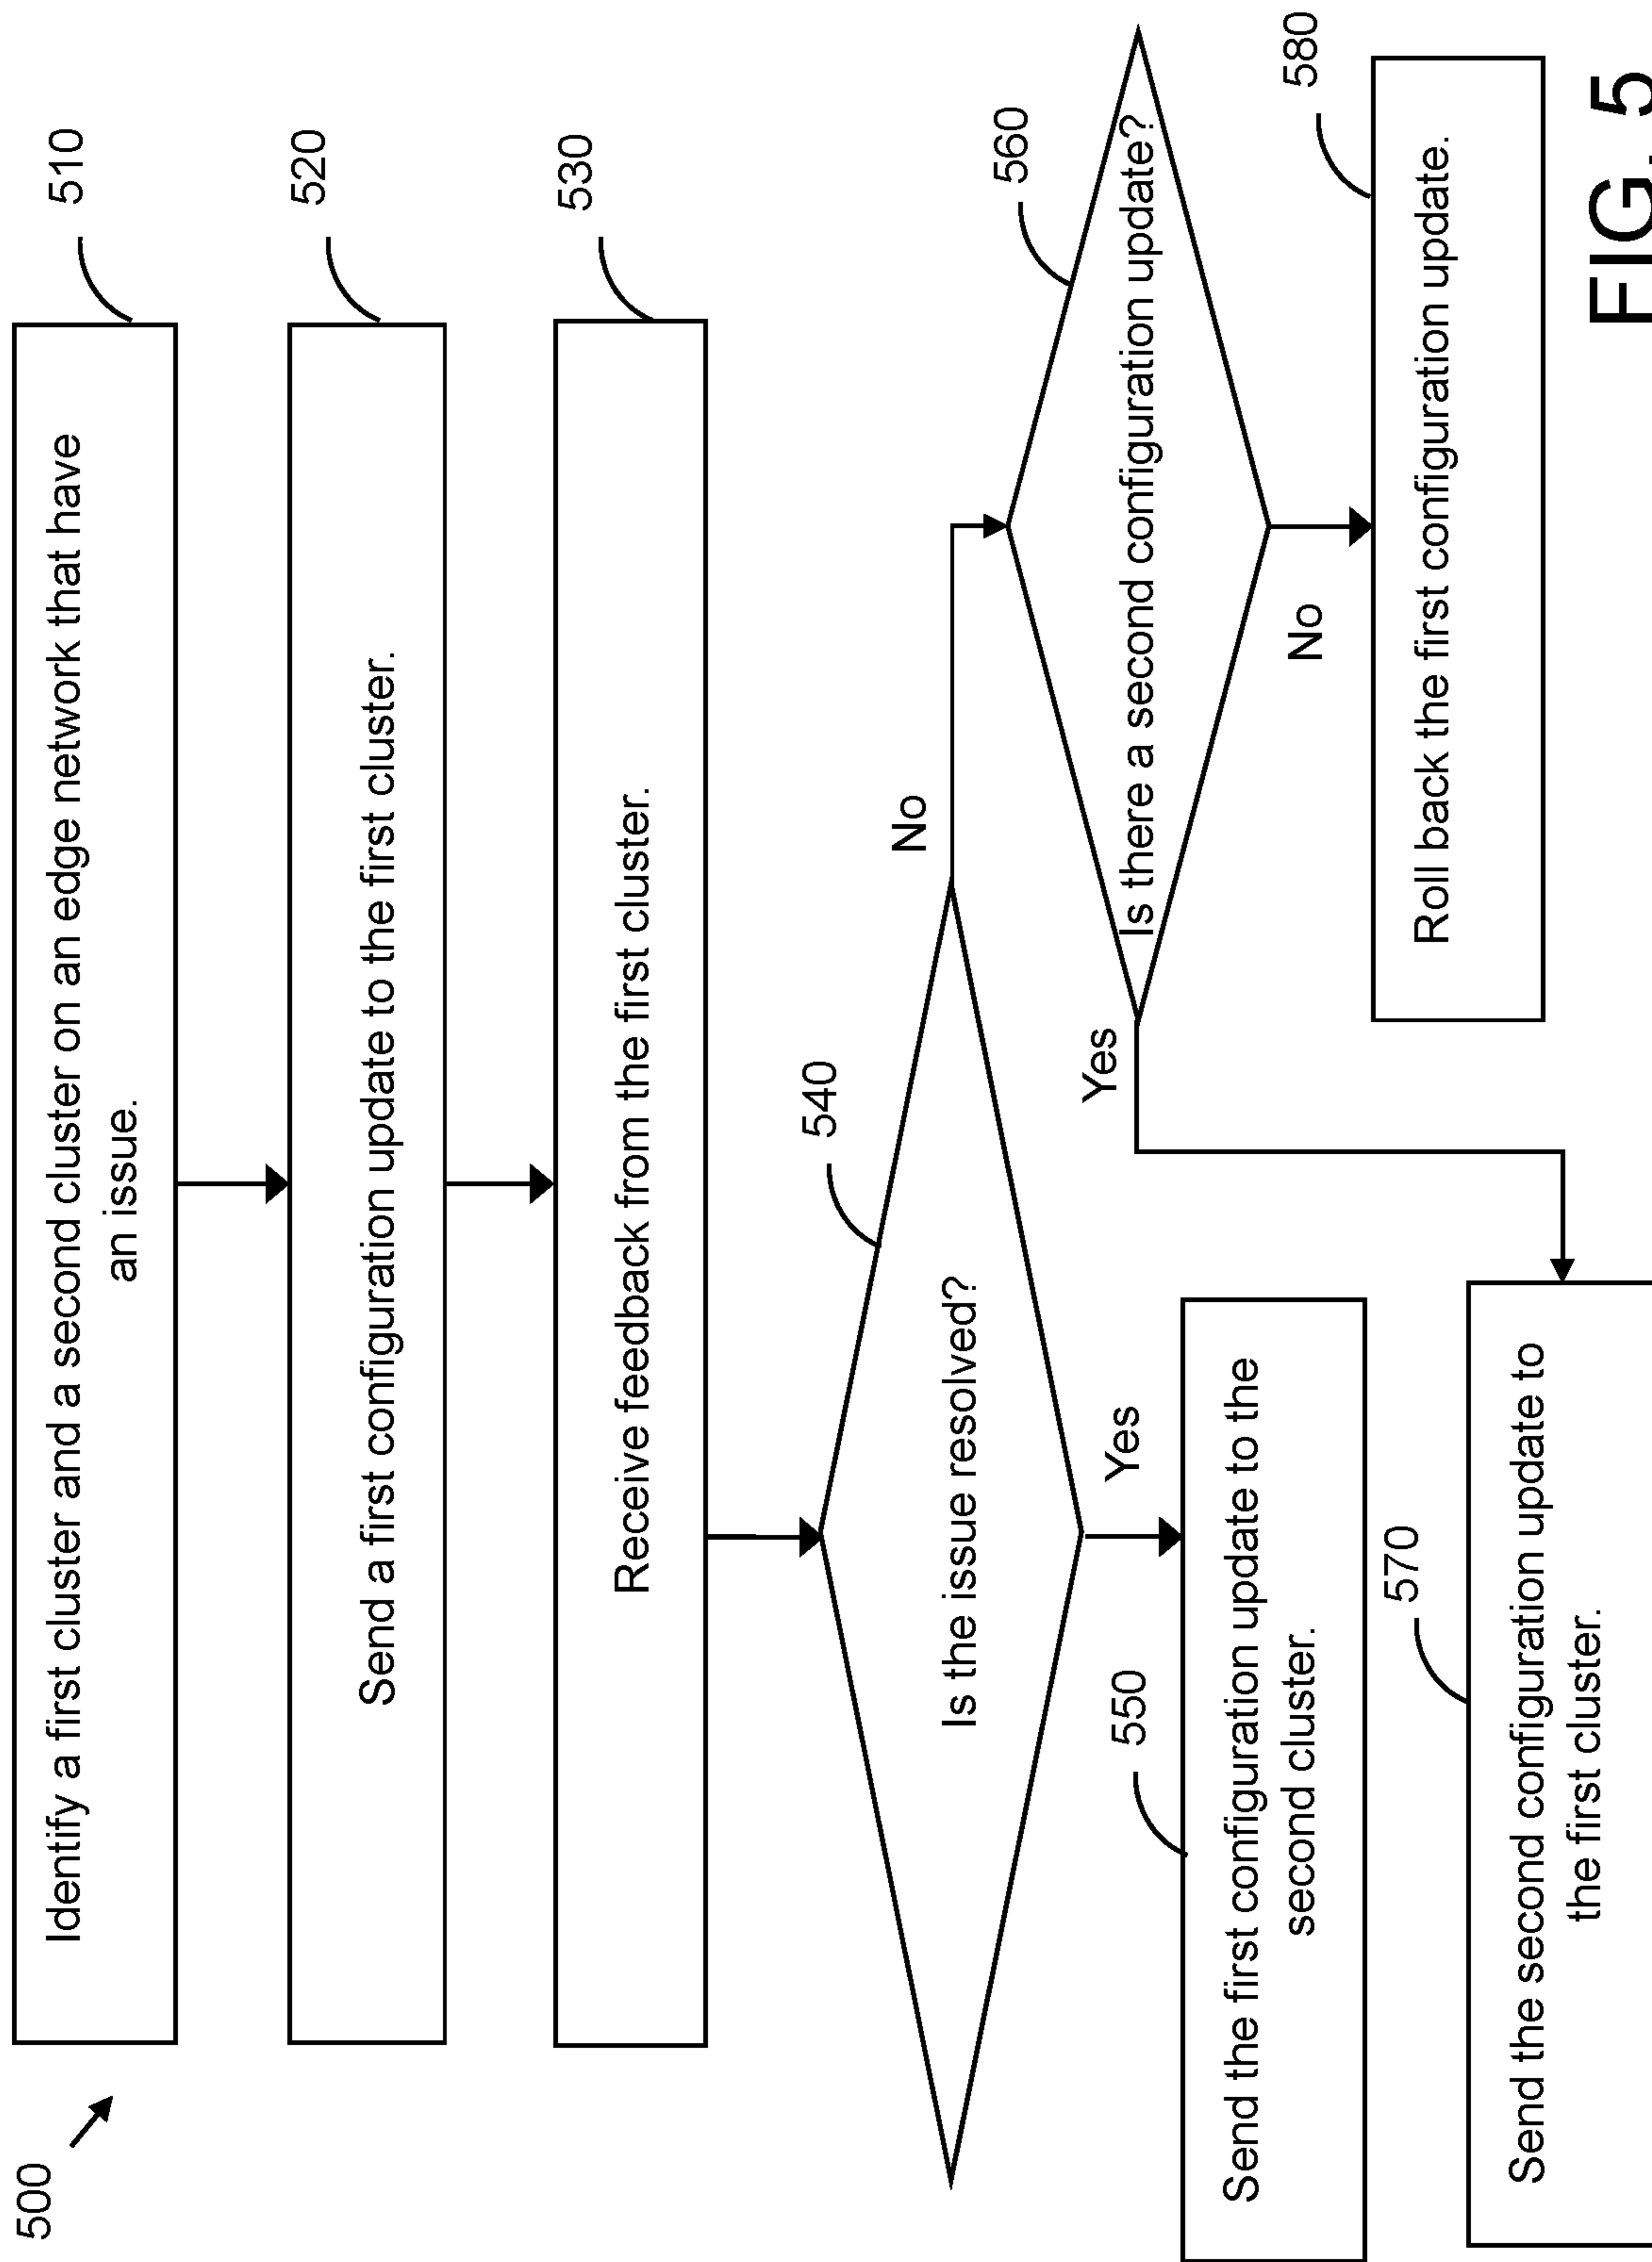 500
510
Identify a first cluster and a second cluster on an edge network that have
an issue.
520
Send a first configuration update to the first cluster.
530
Receive feedback from the first cluster.
540
Is the issue resolved?
No
Yes
560
Is there a second configuration update?
Yes
No
550
Send the first configuration update to the
second cluster.
580
Roll back the first configuration update.
570
Send the second configuration update to
the first cluster.
FIG. 5